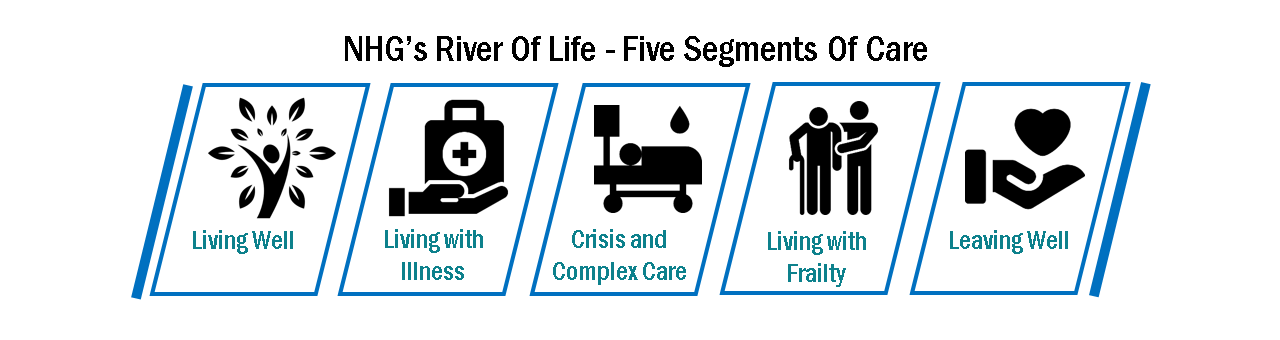 NHG’s River Of Life - Five Segments Of Care
Living Well
Living with
Illness
Crisis and
Complex Care
Living with
Frailty
Leaving Well